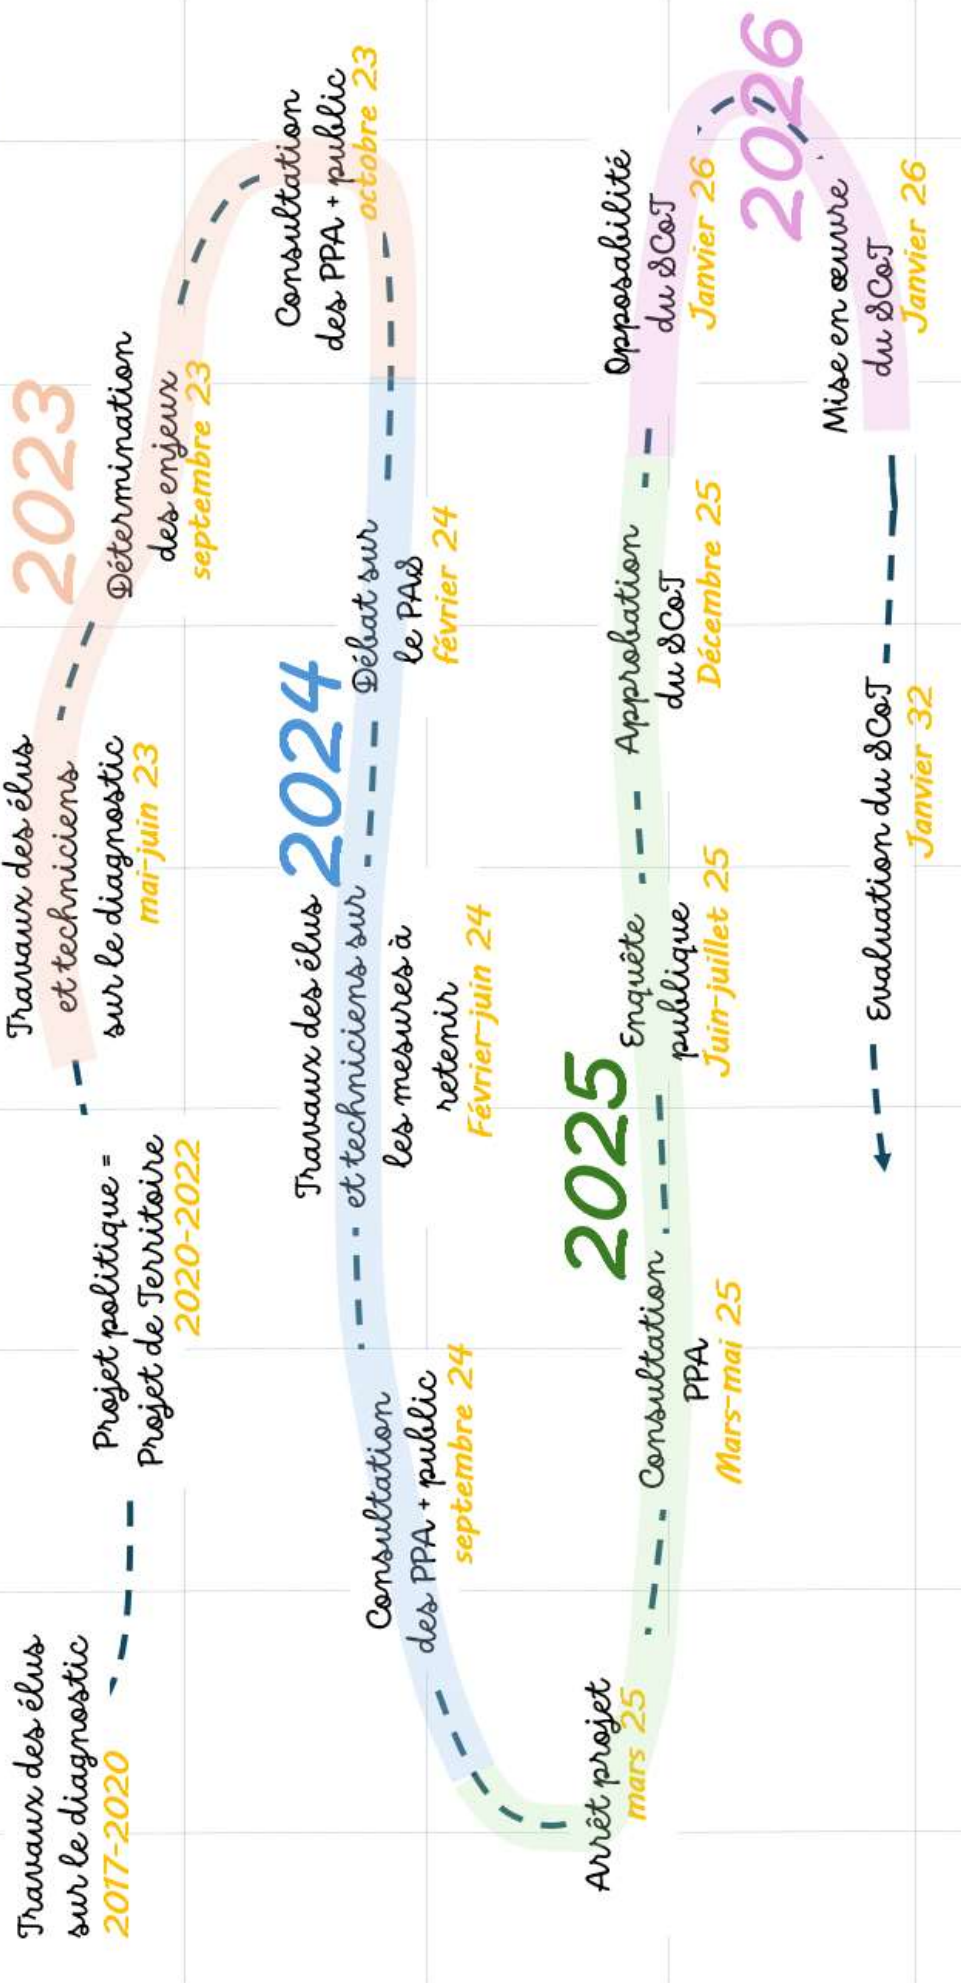 Travaux des élus
sur le diagnostic
2017-2020
Projet politique =
Projet de Territoire
2020-2022
Travaux des élus
et techniciens
sur le diagnostic
mai-juin 23
2023
Détermination
des enjeux
septembre 23
Consultation
des PPA + public
octobre 23
2024
Débat sur
le PAS
février 24
Travaux des élus
et techniciens sur
les mesures à
retenir
Février-juin 24
Consultation
des PPA + public
septembre 24
Arrêt projet
mars 25
2025
Consultation
PPA
Mars-mai 25
Enquête
publique
Juin-juillet 25
Approbation
du SCoT
Décembre 25
Opposabilité
du SCoT
Janvier 26
2026
Mise en œuvre
du SCoT
Janvier 26
Evaluation du SCoT
Janvier 32